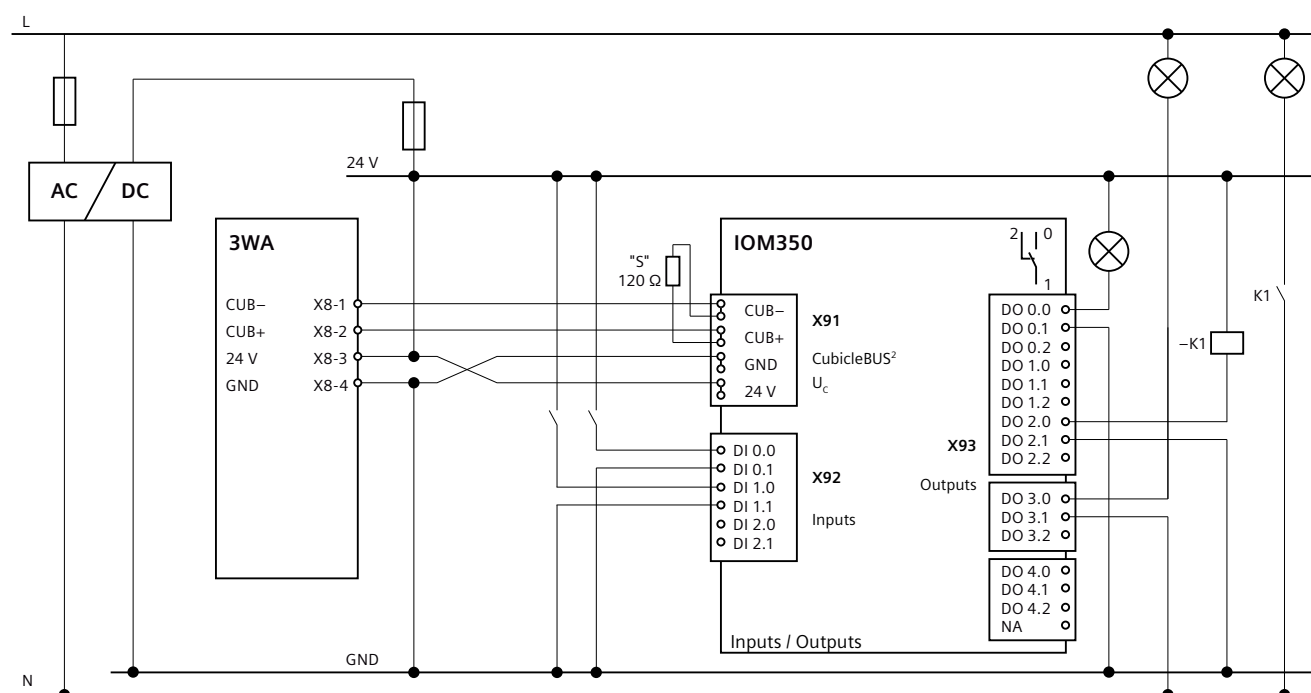 L
24 V
AC DC
3WA
CUB− X8-1
CUB+ X8-2
24 V X8-3
GND X8-4
"S"
120 Ω
IOM350
2 0
1
CUB−
CUB+
GND
24 V
X91
CubicleBUS²
Uc
DI 0.0
DI 0.1
DI 1.0
DI 1.1
DI 2.0
DI 2.1
X92
Inputs
X93
Outputs
DO 0.0
DO 0.1
DO 0.2
DO 1.0
DO 1.1
DO 1.2
DO 2.0
DO 2.1
DO 2.2
DO 3.0
DO 3.1
DO 3.2
DO 4.0
DO 4.1
DO 4.2
NA
Inputs / Outputs
−K1
K1
GND
N